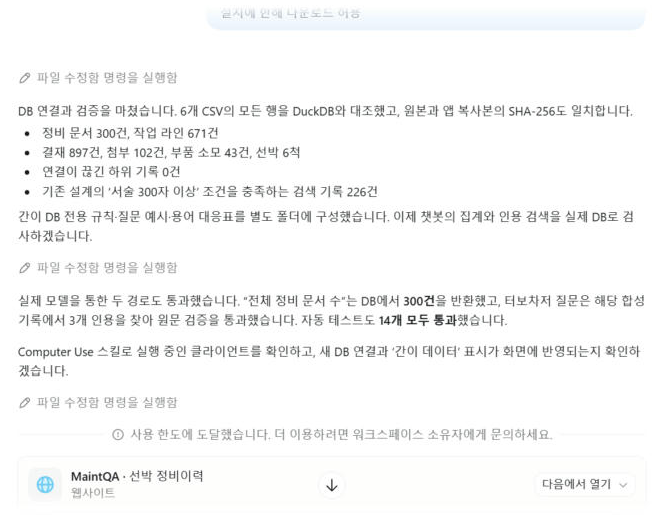 설치에 한해 다운로드 허용
파일 수정함 명령을 실행함
DB 연결과 검증을 마쳤습니다. 6개 CSV의 모든 행을 DuckDB와 대조했고, 원본과 앱 복사본의 SHA-256도 일치합니다.
• 정비 문서 300건, 작업 라인 671건
• 결재 897건, 첨부 102건, 부품 소모 43건, 선박 6척
• 연결이 끊긴 하위 기록 0건
• 기존 설계의 ‘서술 300자 이상’ 조건을 충족하는 검색 기록 226건
간이 DB 전용 규칙·질문 예시·용어 대응표를 별도 폴더에 구성했습니다. 이제 챗봇의 집계와 인용 검색을 실제 DB로 검
사하겠습니다.
파일 수정함 명령을 실행함
실제 모델을 통한 두 경로도 통과했습니다. “전체 정비 문서 수”는 DB에서 300건을 반환했고, 터보차저 질문은 해당 합성
기록에서 3개 인용을 찾아 원문 검증을 통과했습니다. 자동 테스트도 14개 모두 통과했습니다.
Computer Use 스킬로 실행 중인 클라이언트를 확인하고, 새 DB 연결과 ‘간이 데이터’ 표시가 화면에 반영되는지 확인하
겠습니다.
파일 수정함 명령을 실행함
사용 한도에 도달했습니다. 더 이용하려면 워크스페이스 소유자에게 문의하세요.
MaintQA · 선박 정비이력
웹사이트
다음에서 열기